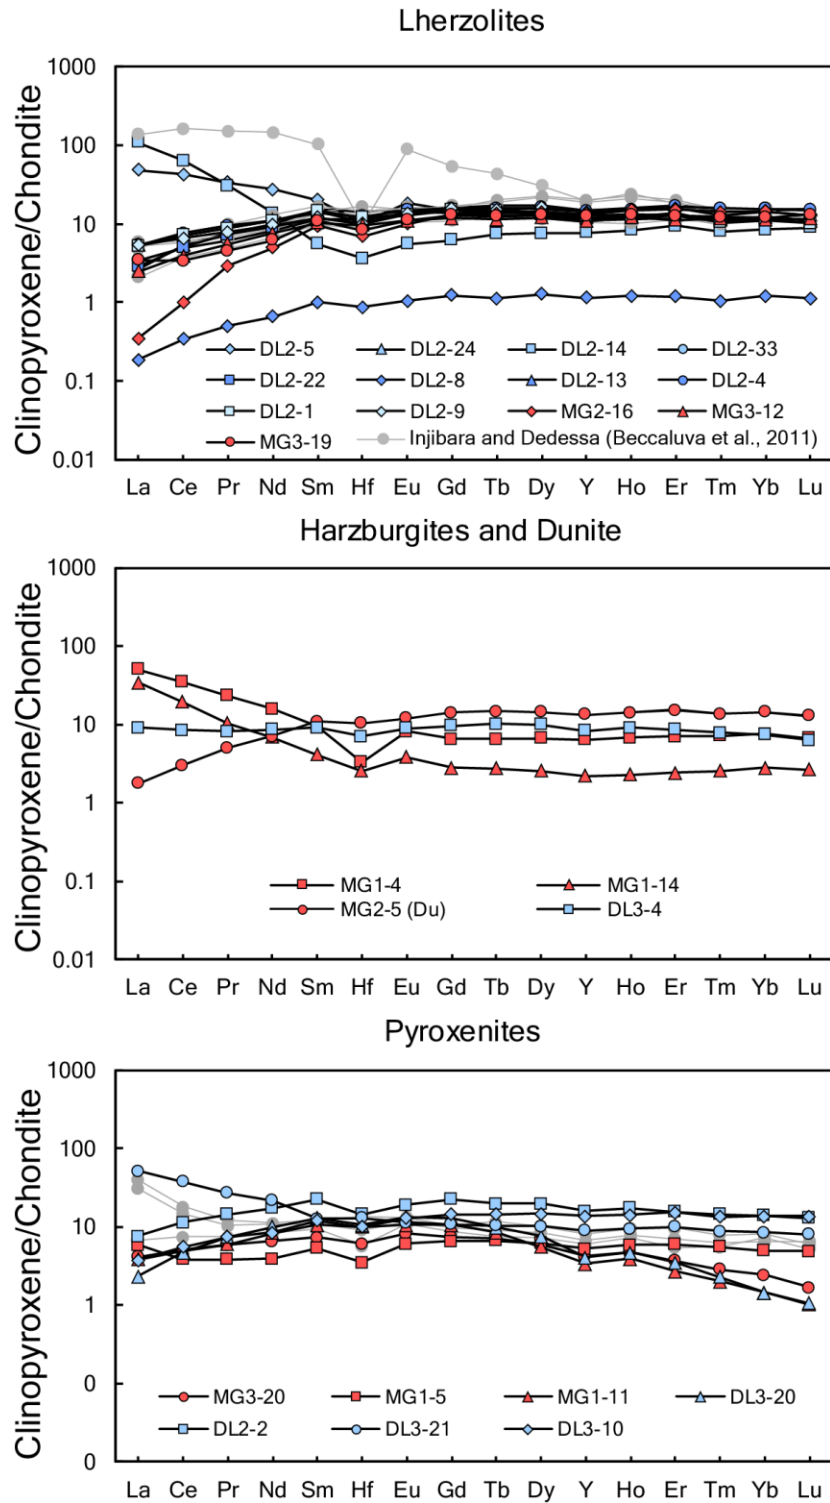 Lherzolites
Clinopyroxene/Chondite
1000
100
10
1
0.1
0.01
DL2-5 DL2-24 DL2-14 DL2-33
DL2-22 DL2-8 DL2-13 DL2-4
DL2-1 DL2-9 MG2-16 MG3-12
MG3-19 Injibara and Dedessa (Beccaluva et al., 2011)
La Ce Pr Nd Sm Hf Eu Gd Tb Dy Y Ho Er Tm Yb Lu
Harzburgites and Dunite
Clinopyroxene/Chondite
1000
100
10
1
0.1
0.01
MG1-4 MG1-14
MG2-5 (Du) DL3-4
La Ce Pr Nd Sm Hf Eu Gd Tb Dy Y Ho Er Tm Yb Lu
Pyroxenites
Clinopyroxene/Chondite
1000
100
10
1
0
0
MG3-20 MG1-5 MG1-11 DL3-20
DL2-2 DL3-21 DL3-10
La Ce Pr Nd Sm Hf Eu Gd Tb Dy Y Ho Er Tm Yb Lu